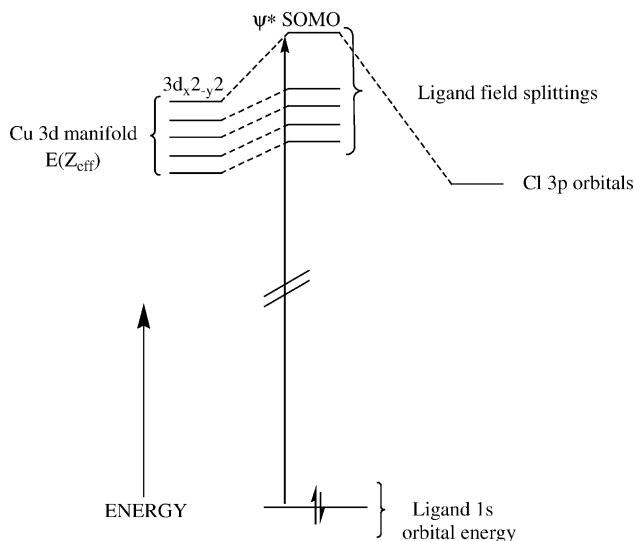 ψ* SOMO
3dx2-y2
Ligand field splittings
Cu 3d manifold
E(Zeff)
Cl 3p orbitals
ENERGY
Ligand 1s
orbital energy